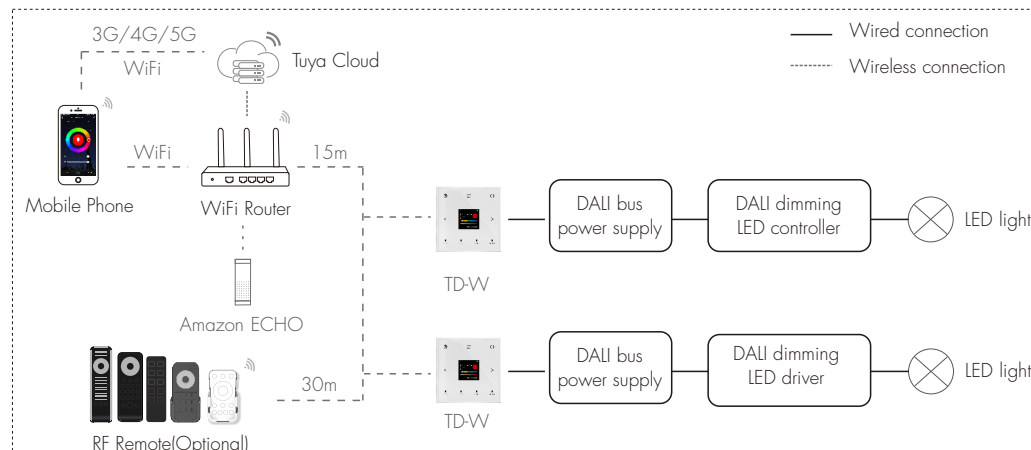 3G/4G/5G
WiFi
Tuya Cloud
Wired connection
Wireless connection
WiFi
15m
Mobile Phone
WiFi Router
DALI bus
power supply
DALI dimming
LED controller
LED light
TD-W
Amazon ECHO
DALI bus
power supply
DALI dimming
LED driver
LED light
30m
TD-W
RF Remote(Optional)